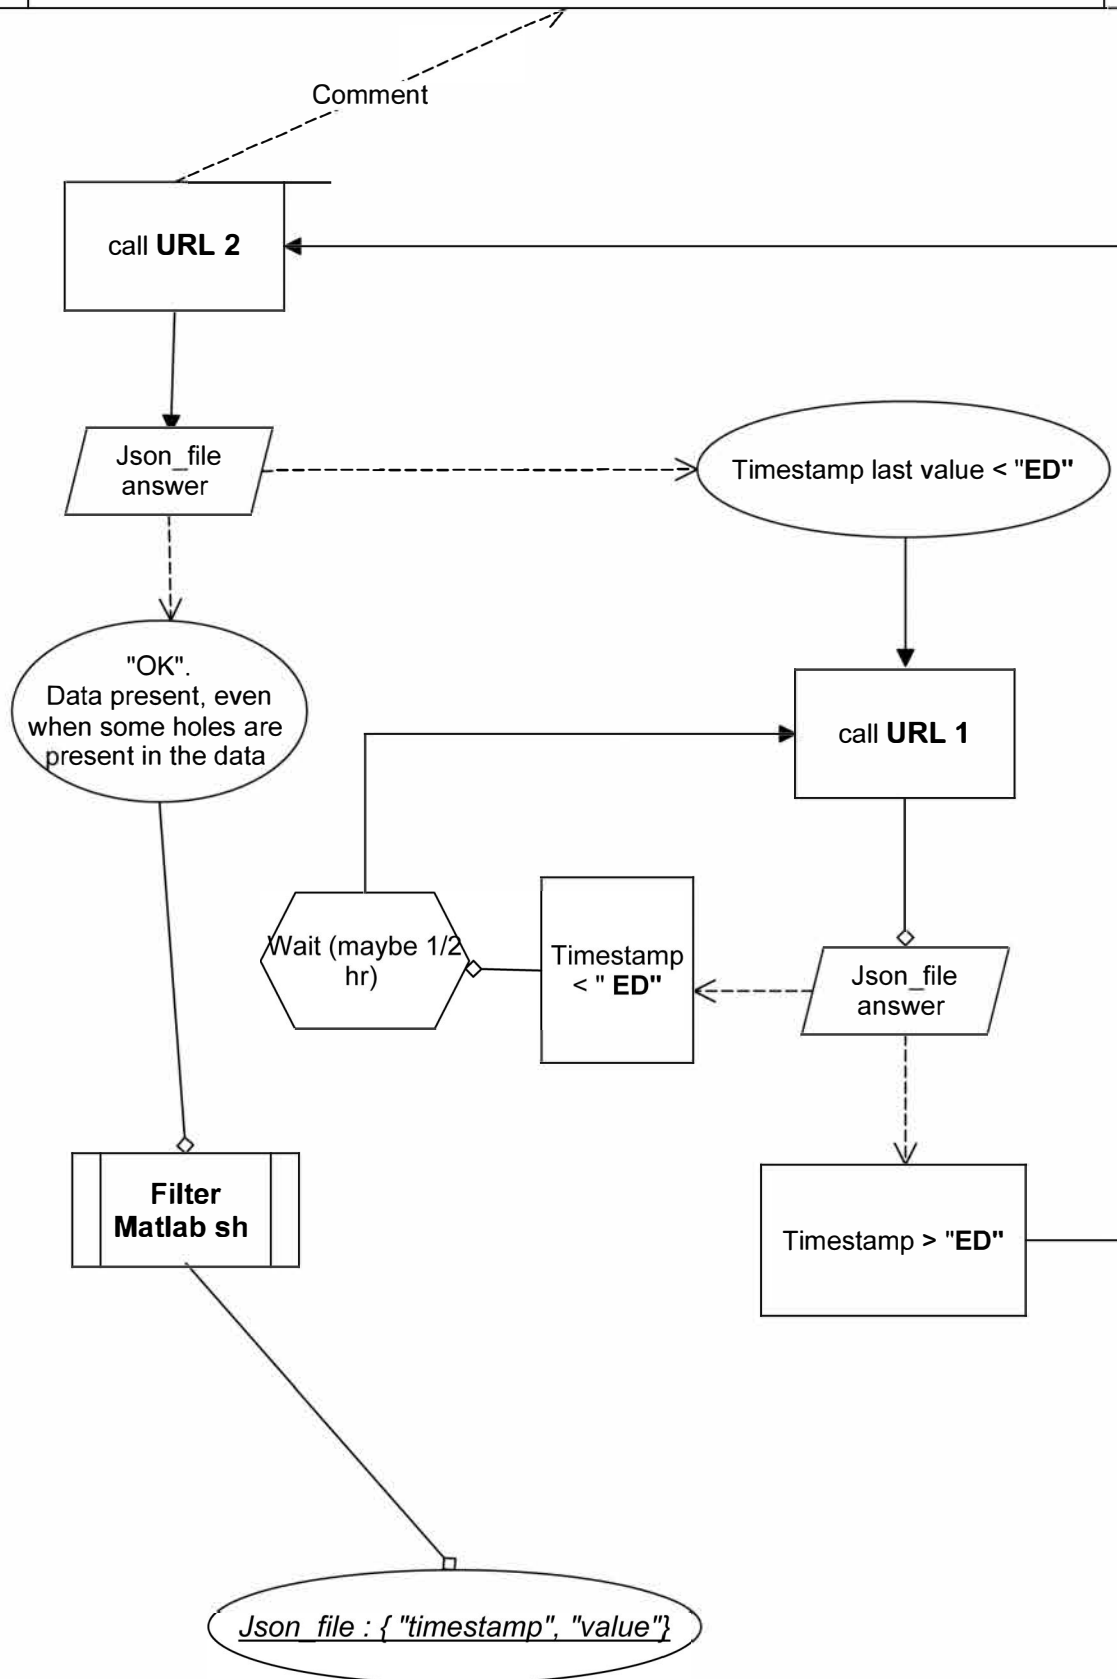 Comment
call URL 2
Json_file
answer
Timestamp last value < "ED"
"OK".
Data present, even
when some holes are
present in the data
call URL 1
Wait (maybe 1/2
hr)
Timestamp
< " ED"
Json_file
answer
Filter
Matlab sh
Timestamp > "ED"
Json_file : { "timestamp", "value"}